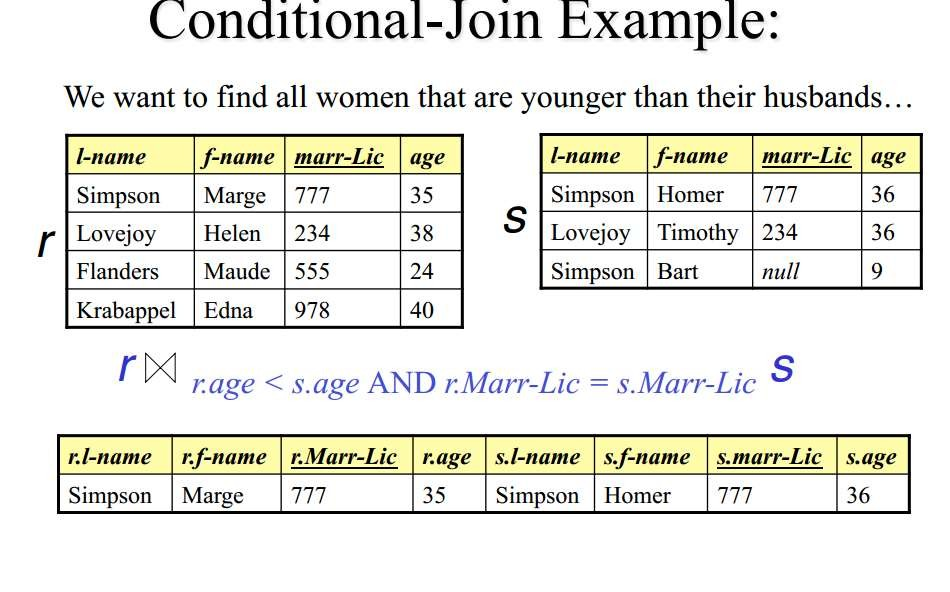 Conditional-Join Example:
We want to find all women that are younger than their husbands…
l-name f-name marr-Lic age
Simpson Marge 777 35
Lovejoy Helen 234 38
Flanders Maude 555 24
Krabappel Edna 978 40
r
l-name f-name marr-Lic age
Simpson Homer 777 36
Lovejoy Timothy 234 36
Simpson Bart null 9
s
r ⋈ r.age < s.age AND r.Marr-Lic = s.Marr-Lic s
r.l-name r.f-name r.Marr-Lic r.age s.l-name s.f-name s.marr-Lic s.age
Simpson Marge 777 35 Simpson Homer 777 36